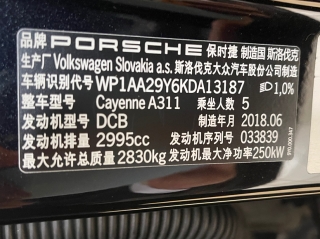 品牌 PORSCHE 保时捷 制造国 斯洛伐克
生产厂 Volkswagen Slovakia a.s. 斯洛伐克大众汽车股份公司制造
车辆识别代号 WP1AA29Y6KDA13187 1,0%
整车型号 Cayenne A311 乘坐人数 5
发动机型号 DCB 制造年月 2018.06
发动机排量 2995cc 序号 033839
最大允许总质量 2830kg 发动机最大净功率 250kW